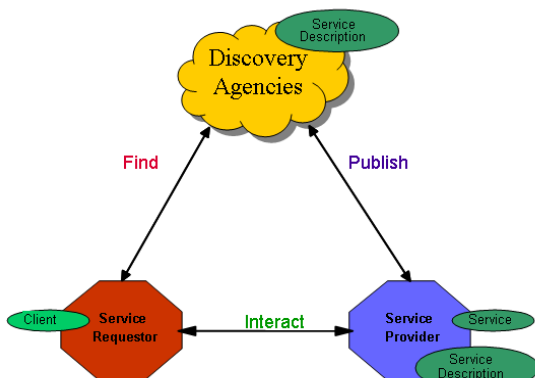 Service
Description
Discovery
Agencies
Find
Publish
Client
Service
Requestor
Interact
Service
Provider
Service
Service
Description